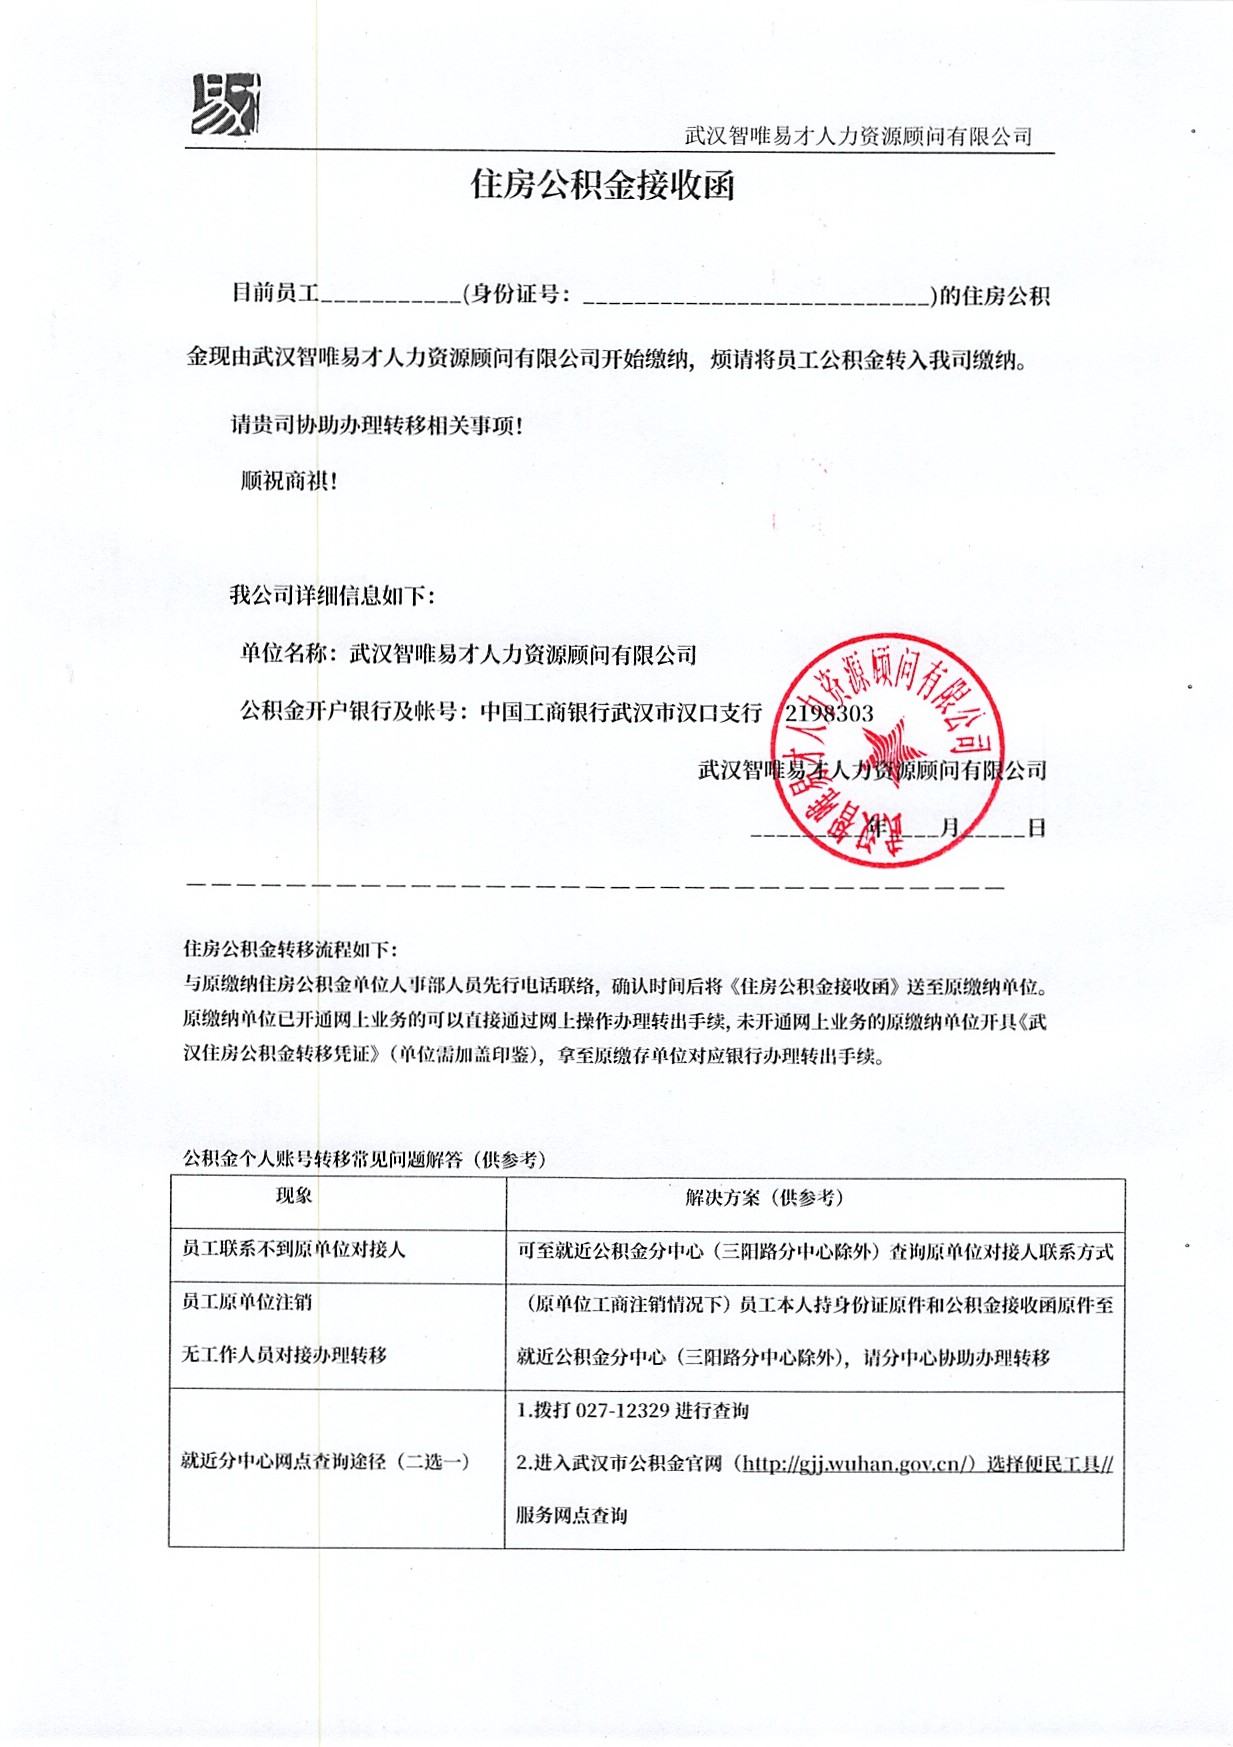 易才
武汉智唯易才人力资源顾问有限公司
住房公积金接收函
目前员工___________(身份证号：___________________________)的住房公积
金现由武汉智唯易才人力资源顾问有限公司开始缴纳，烦请将员工公积金转入我司缴纳。
请贵司协助办理转移相关事项！
顺祝商祺！
我公司详细信息如下：
单位名称：武汉智唯易才人力资源顾问有限公司
公积金开户银行及帐号：中国工商银行武汉市汉口支行 2198303
武汉智唯易才人力资源顾问有限公司
武汉智唯易才人力资源顾问有限公司
_________年____月_____日
住房公积金转移流程如下：
与原缴纳住房公积金单位人事部人员先行电话联络，确认时间后将《住房公积金接收函》送至原缴纳单位。
原缴纳单位已开通网上业务的可以直接通过网上操作办理转出手续，未开通网上业务的原缴纳单位开具《武
汉住房公积金转移凭证》（单位需加盖印鉴），拿至原缴存单位对应银行办理转出手续。
公积金个人账号转移常见问题解答（供参考）
现象 解决方案（供参考）
员工联系不到原单位对接人 可至就近公积金分中心（三阳路分中心除外）查询原单位对接人联系方式
员工原单位注销
无工作人员对接办理转移
（原单位工商注销情况下）员工本人持身份证原件和公积金接收函原件至
就近公积金分中心（三阳路分中心除外），请分中心协助办理转移
就近分中心网点查询途径（二选一）
1.拨打 027-12329 进行查询
2.进入武汉市公积金官网（http://gjj.wuhan.gov.cn/）选择便民工具//
服务网点查询